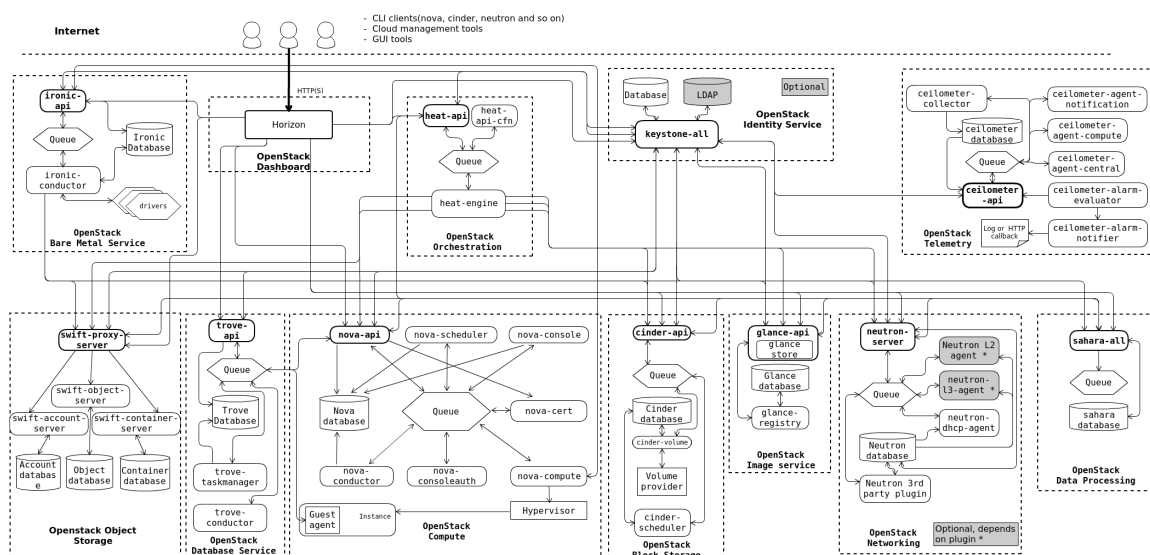 Internet
- CLI clients(nova, cinder, neutron and so on)
- Cloud management tools
- GUI tools
HTTP(S)
ironic-
api
Queue
Ironic
Database
ironic-
conductor
drivers
OpenStack
Bare Metal Service
Horizon
OpenStack
Dashboard
heat-api
heat-
api-cfn
Queue
heat-engine
OpenStack
Orchestration
Database
LDAP
Optional
OpenStack
Identity Service
keystone-all
ceilometer-
collector
ceilometer-agent-
notification
ceilometer
database
ceilometer-
agent-compute
Queue
ceilometer-
agent-central
ceilometer
-api
ceilometer-alarm-
evaluator
Log or HTTP
callback
ceilometer-alarm-
notifier
OpenStack
Telemetry
swift-proxy-
server
swift-object-
server
swift-account-
server
swift-container-
server
Account
databas
e
Object
database
Container
database
Openstack Object
Storage
trove-
api
Queue
Trove
Database
trove-
taskmanager
trove-
conductor
OpenStack
Database Service
nova-api
nova-scheduler
nova-console
Nova
database
Queue
nova-cert
nova-
conductor
nova-
consoleauth
nova-compute
Guest
agent
Instance
Hypervisor
OpenStack
Compute
cinder-api
Queue
Cinder
database
cinder-volume
Volume
provider
cinder-
scheduler
OpenStack
Block Storage
glance-api
glance
store
Glance
database
glance-
registry
OpenStack
Image service
neutron-
server
Neutron L2
agent *
neutron-
l3-agent *
Queue
neutron-
dhcp-agent
Neutron
database
Neutron 3rd
party plugin
OpenStack
Networking
Optional, depends
on plugin *
sahara-all
Queue
sahara
database
OpenStack
Data Processing